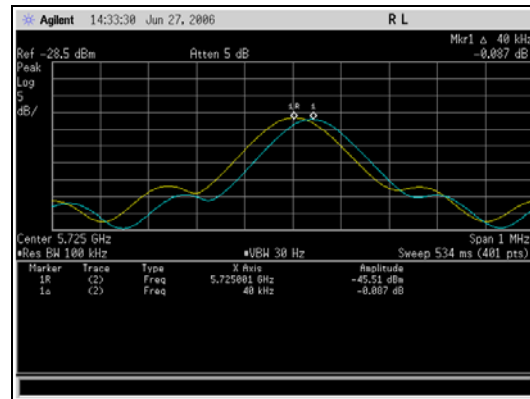 Agilent 14:33:30 Jun 27, 2006 R L
Mkr1 Δ 40 kHz
Ref -28.5 dBm Atten 5 dB -0.087 dB
Peak
Log
5
dB/
1R 1
Center 5.725 GHz Span 1 MHz
#Res BW 100 kHz #VBW 30 Hz Sweep 534 ms (401 pts)
Marker Trace Type X Axis Amplitude
1R (2) Freq 5.725001 GHz -45.51 dBm
1Δ (2) Freq 40 kHz -0.087 dB